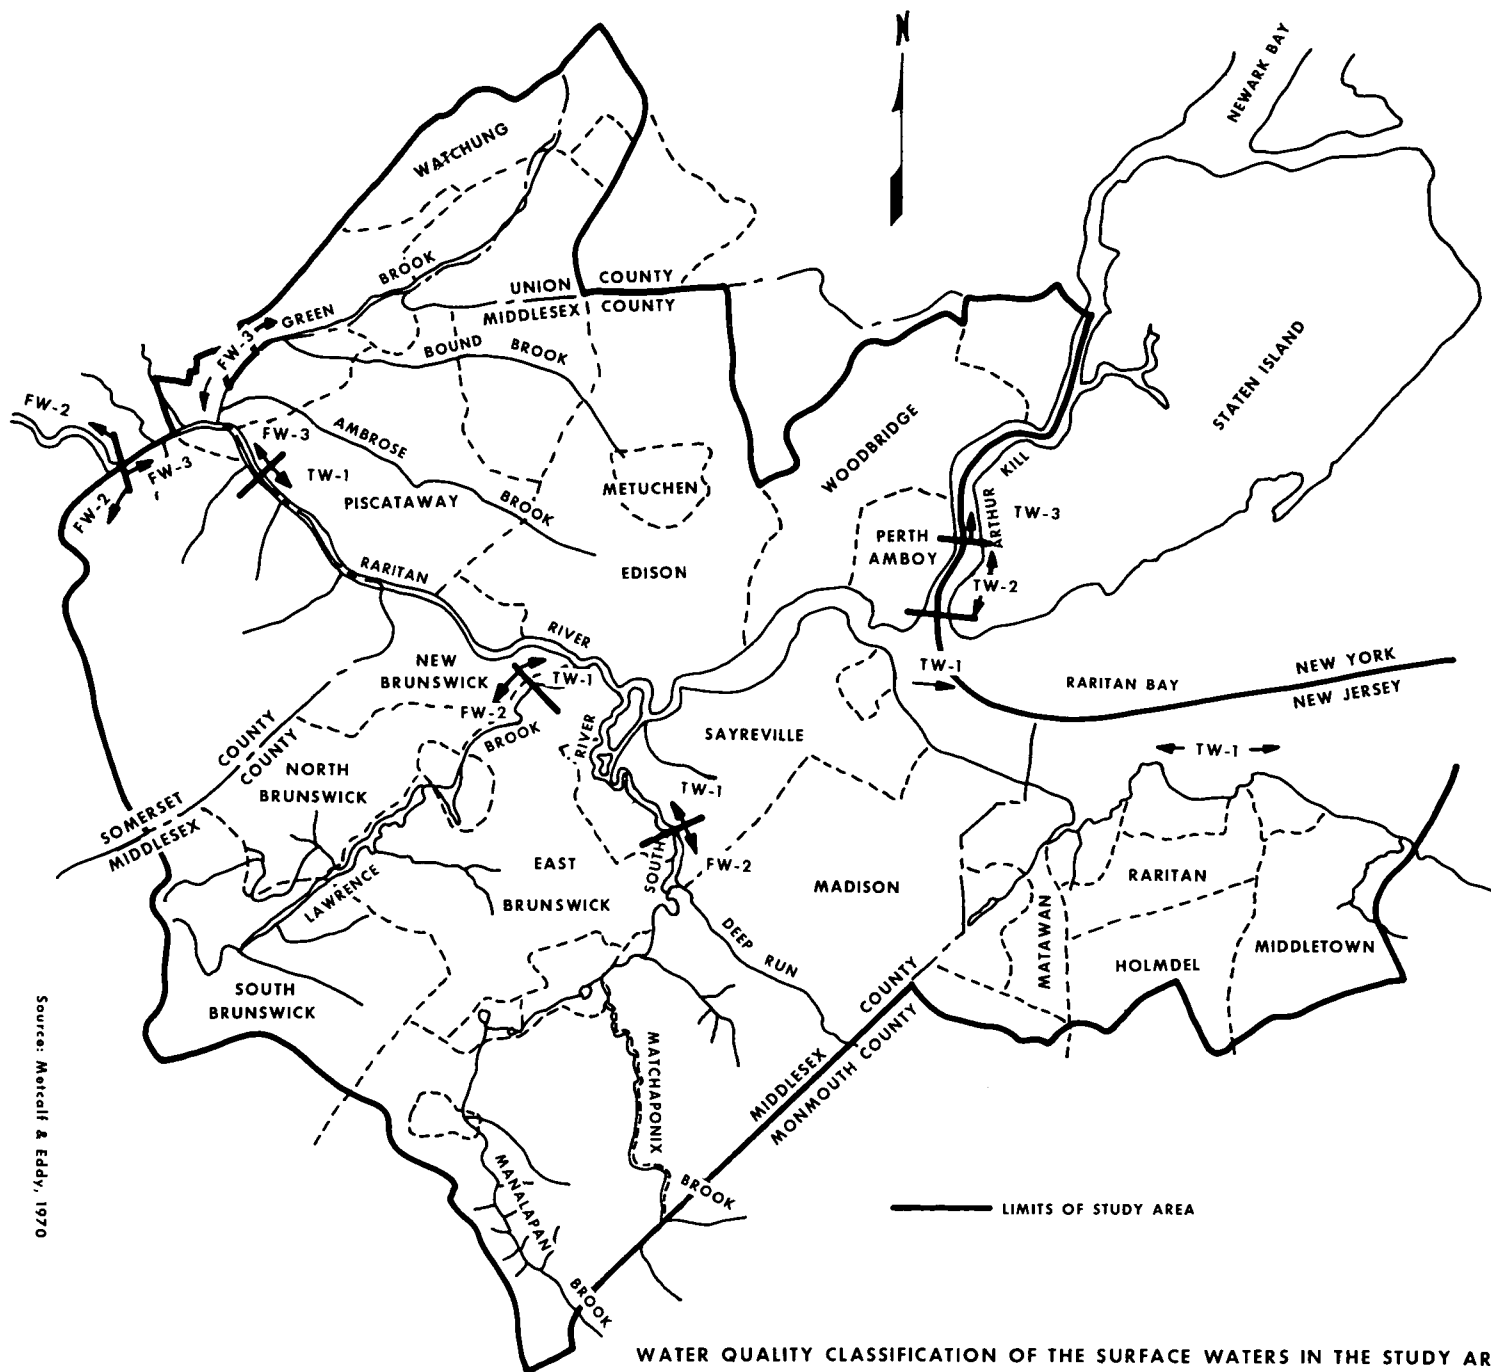 N
NEWARK BAY
WATCHUNG
GREEN BROOK
UNION COUNTY
MIDDLESEX COUNTY
FW-3
BOUND BROOK
STATEN ISLAND
FW-2
FW-3
FW-2
FW-3
TW-1
AMBROSE BROOK
PISCATAWAY
METUCHEN
WOODBRIDGE
ARTHUR KILL
TW-3
PERTH
AMBOY
TW-2
EDISON
RARITAN RIVER
NEW
BRUNSWICK
TW-1
FW-2
TW-1
RARITAN BAY
NEW YORK
NEW JERSEY
TW-1
SOMERSET COUNTY
MIDDLESEX COUNTY
NORTH
BRUNSWICK
LAWRENCE BROOK
SOUTH RIVER
SAYREVILLE
TW-1
FW-2
EAST
BRUNSWICK
MADISON
DEEP RUN
MATAWAN
RARITAN
HOLMDEL
MIDDLETOWN
SOUTH
BRUNSWICK
MATCHAPONIX BROOK
MANALAPAN BROOK
MIDDLESEX COUNTY
MONMOUTH COUNTY
LIMITS OF STUDY AREA
Source: Metcalf & Eddy, 1970
WATER QUALITY CLASSIFICATION OF THE SURFACE WATERS IN THE STUDY AR